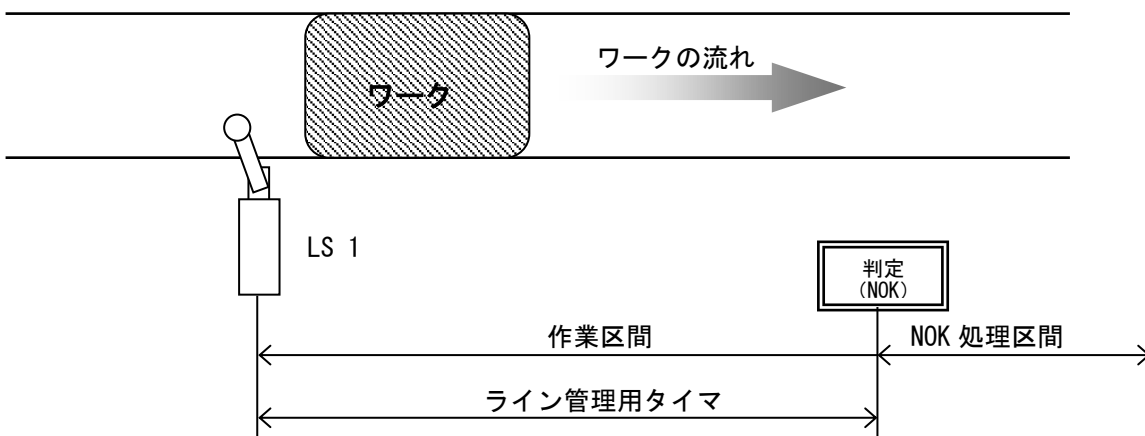 ワークの流れ
ワーク
LS 1
判定
(NOK)
作業区間
NOK 処理区間
ライン管理用タイマ